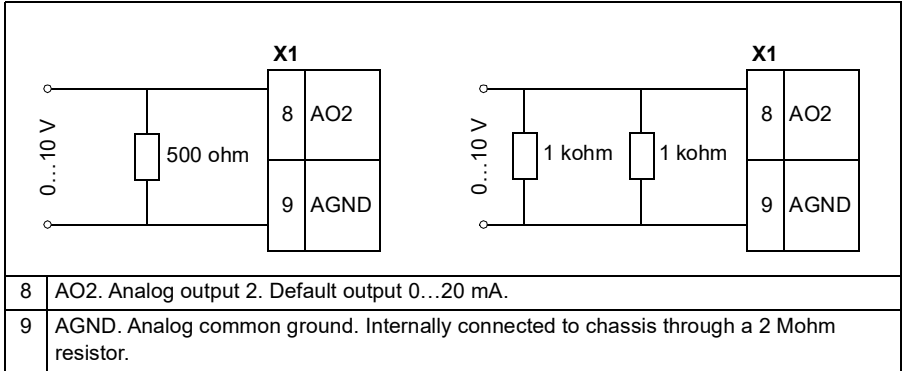 X1
8 AO2
0…10 V
500 ohm
9 AGND
X1
8 AO2
0…10 V
1 kohm
1 kohm
9 AGND
8 AO2. Analog output 2. Default output 0…20 mA.
9 AGND. Analog common ground. Internally connected to chassis through a 2 Mohm
resistor.